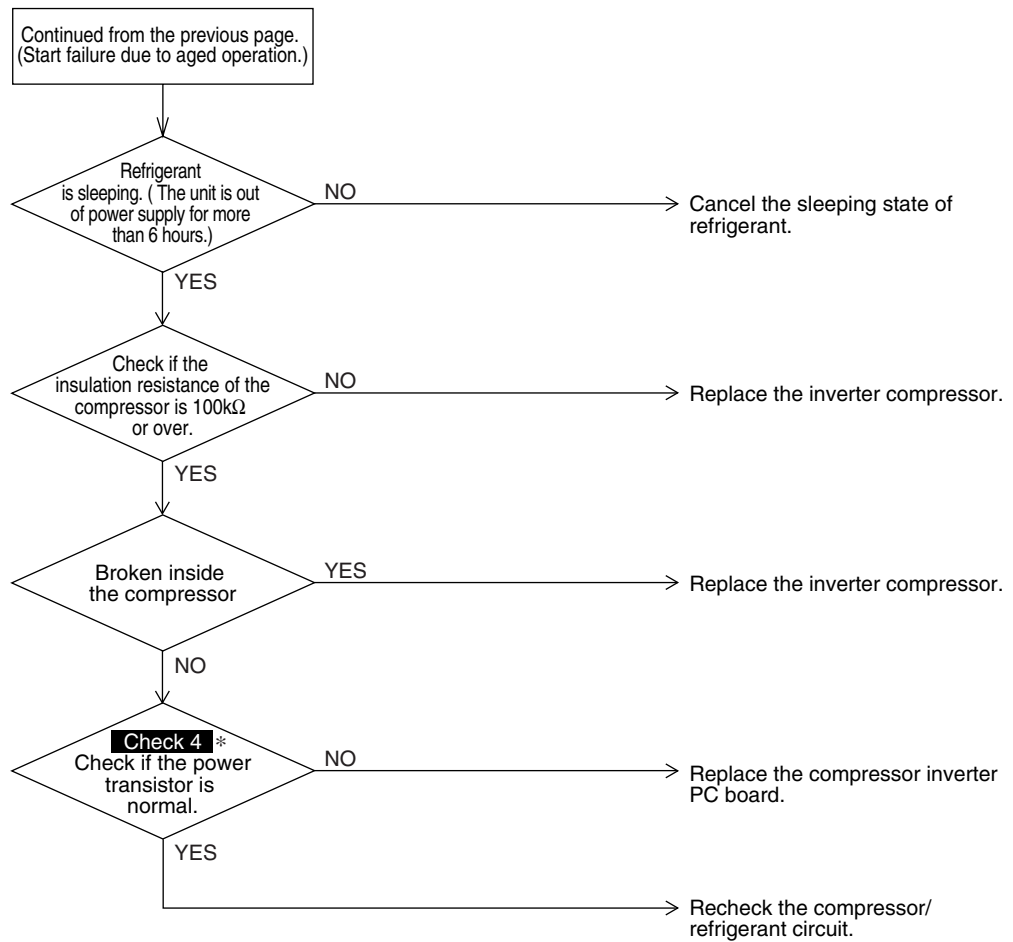 Continued from the previous page.
(Start failure due to aged operation.)
Refrigerant
is sleeping. ( The unit is out
of power supply for more
than 6 hours.)
NO
Cancel the sleeping state of
refrigerant.
YES
Check if the
insulation resistance of the
compressor is 100kΩ
or over.
NO
Replace the inverter compressor.
YES
Broken inside
the compressor
YES
Replace the inverter compressor.
NO
Check 4 *
Check if the power
transistor is
normal.
NO
Replace the compressor inverter
PC board.
YES
Recheck the compressor/
refrigerant circuit.